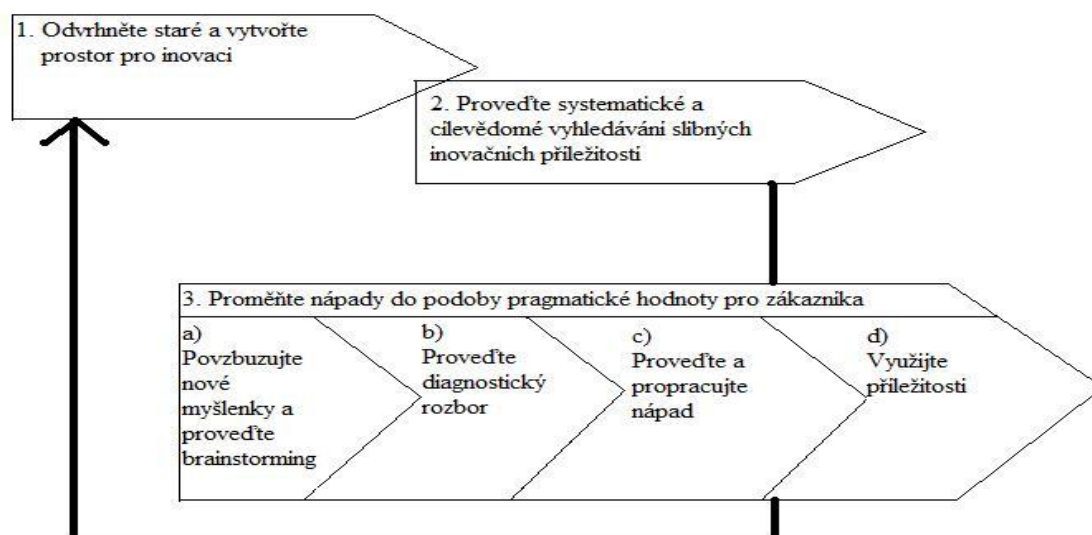 1. Odvrhněte staré a vytvořte
prostor pro inovaci
2. Proveďte systematické a
cílevědomé vyhledávání slibných
inovačních příležitostí
3. Proměňte nápady do podoby pragmatické hodnoty pro zákazníka
a)
Povzbuzujte
nové
myšlenky a
proveďte
brainstorming
b)
Proveďte
diagnostický
rozbor
c)
Proveďte a
propracujte
nápad
d)
Využijte
příležitosti